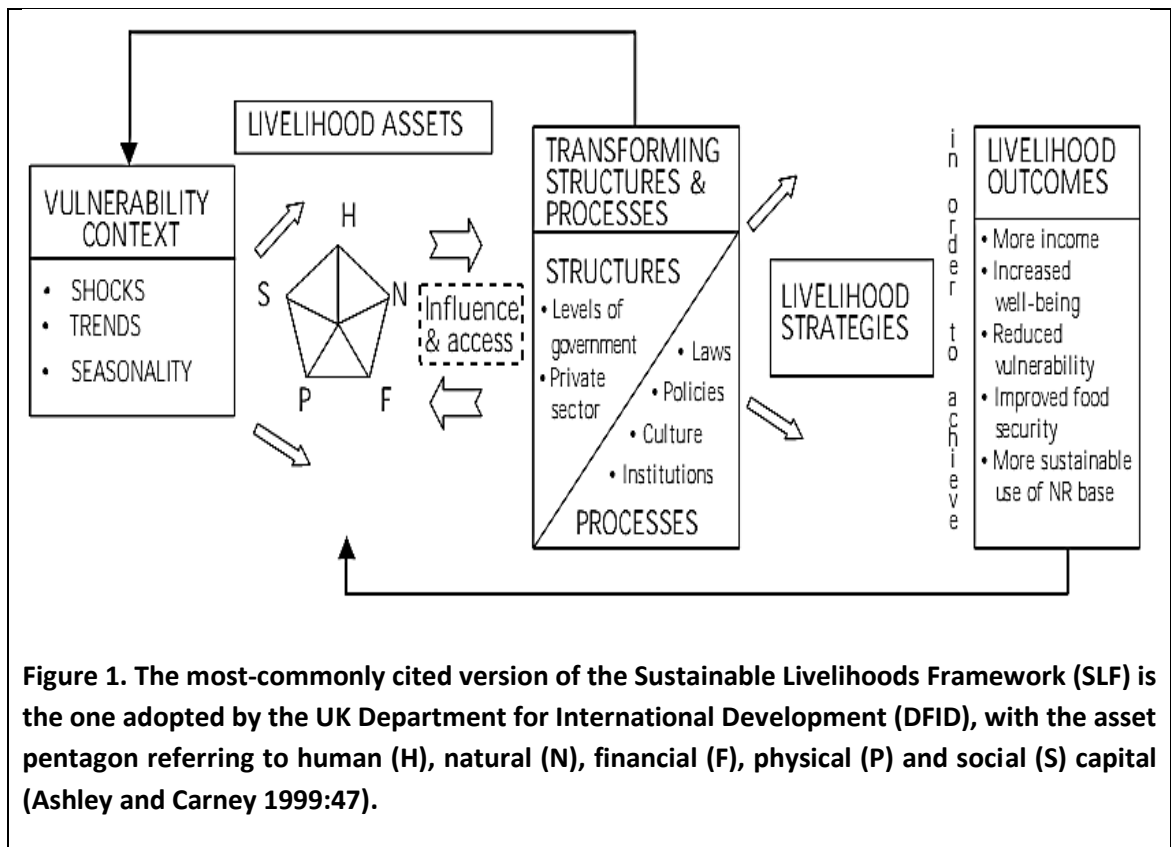 LIVELIHOOD ASSETS
VULNERABILITY
CONTEXT
• SHOCKS
• TRENDS
• SEASONALITY
H
S
N
P
F
Influence
& access
TRANSFORMING
STRUCTURES &
PROCESSES
STRUCTURES
• Levels of
government
• Private
sector
• Laws
• Policies
• Culture
• Institutions
PROCESSES
LIVELIHOOD
STRATEGIES
in order to achieve
LIVELIHOOD
OUTCOMES
• More income
• Increased
well-being
• Reduced
vulnerability
• Improved food
security
• More sustainable
use of NR base
Figure 1. The most-commonly cited version of the Sustainable Livelihoods Framework (SLF) is
the one adopted by the UK Department for International Development (DFID), with the asset
pentagon referring to human (H), natural (N), financial (F), physical (P) and social (S) capital
(Ashley and Carney 1999:47).